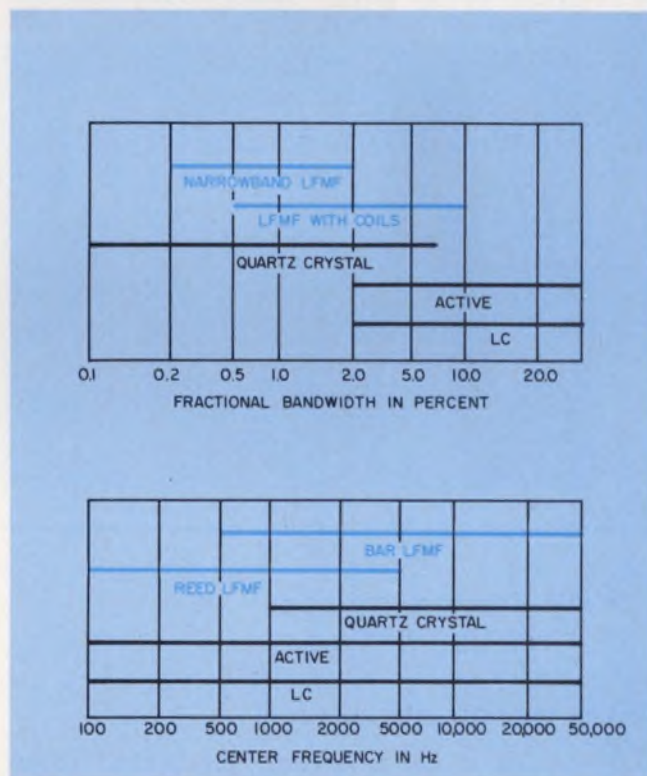 NARROWBAND LFMF
LFMF WITH COILS
QUARTZ CRYSTAL
ACTIVE
LC
0.1 0.2 0.5 1.0 2.0 5.0 10.0 20.0
FRACTIONAL BANDWIDTH IN PERCENT
BAR LFMF
REED LFMF
QUARTZ CRYSTAL
ACTIVE
LC
100 200 500 1000 2000 5000 10,000 20,000 50,000
CENTER FREQUENCY IN Hz